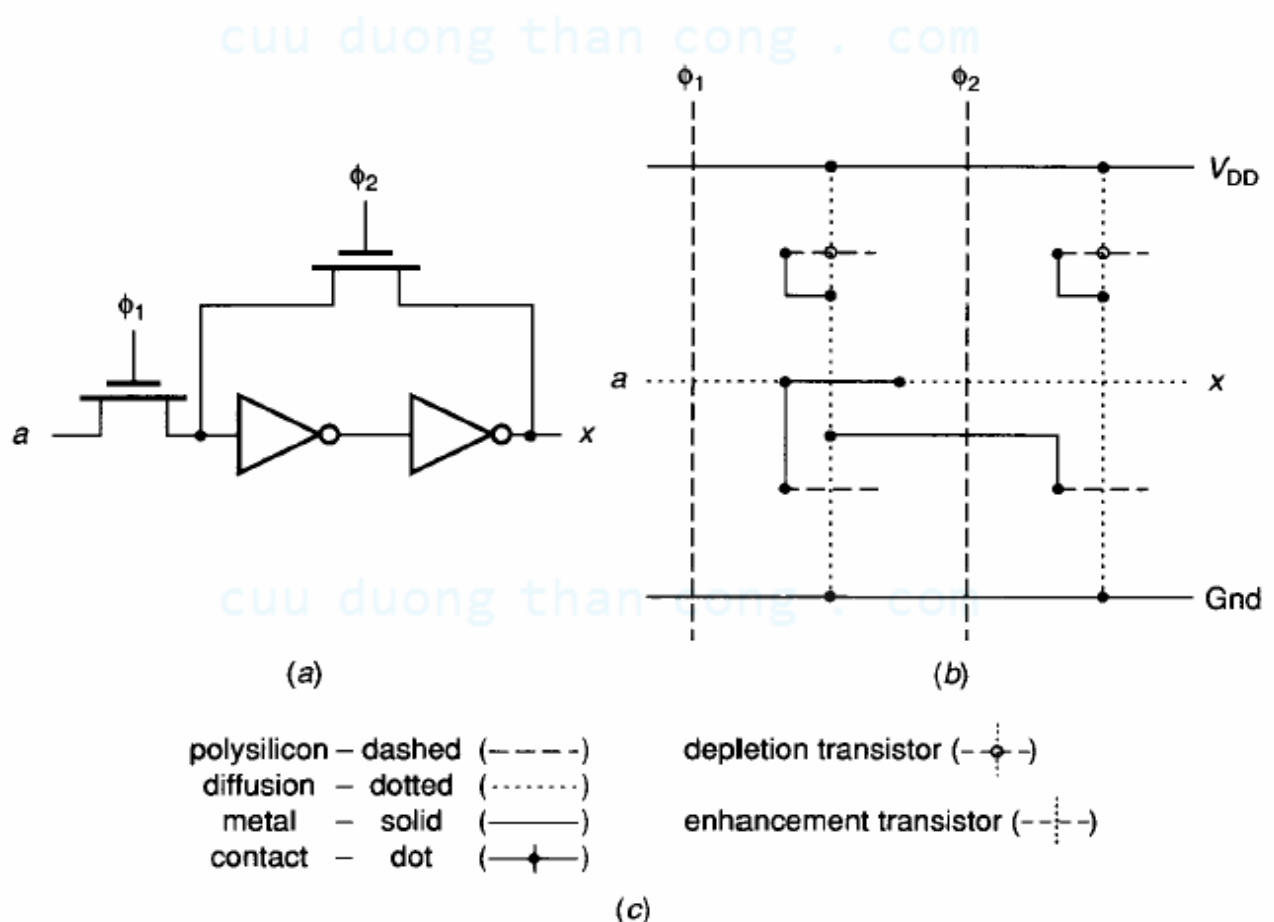 cuu duong than cong . com
ϕ1
ϕ2
VDD
ϕ2
ϕ1
a
x
a
x
cuu duong than cong . com
Gnd
(a)
(b)
polysilicon – dashed (-----)
diffusion – dotted (........)
metal – solid (———)
contact – dot (—•—)
depletion transistor (--o--)
enhancement transistor (-- --)
(c)